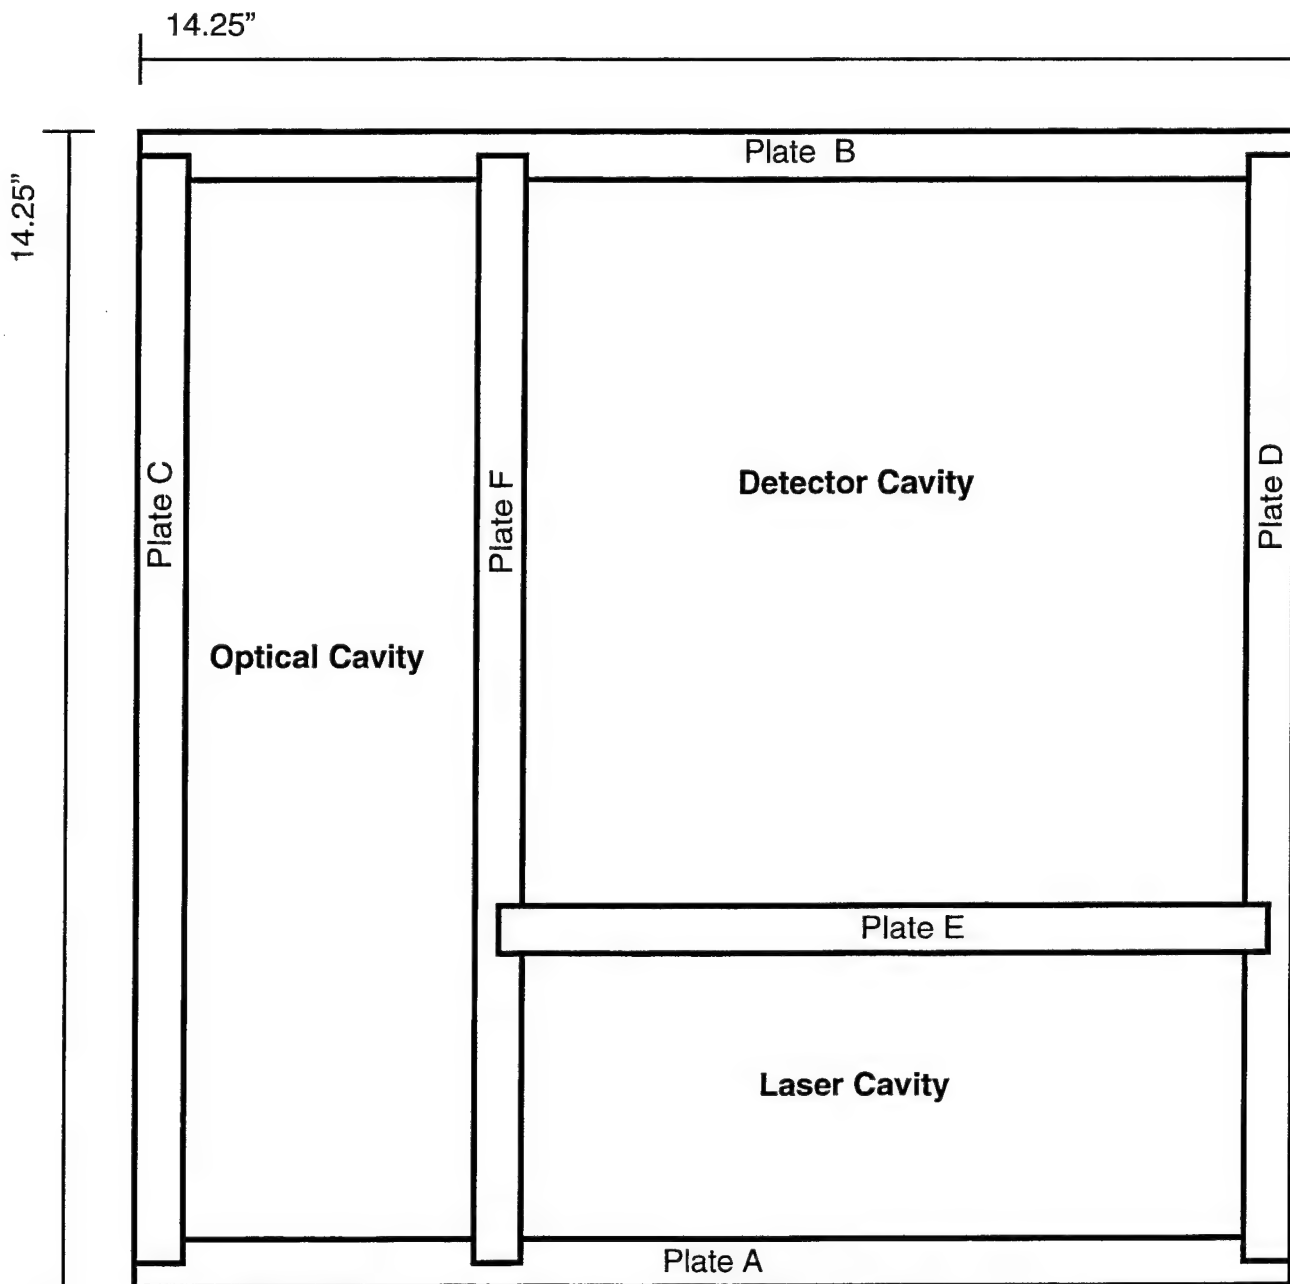 14.25”
14.25”
Plate B
Plate C
Plate F
Detector Cavity
Plate D
Optical Cavity
Plate E
Laser Cavity
Plate A